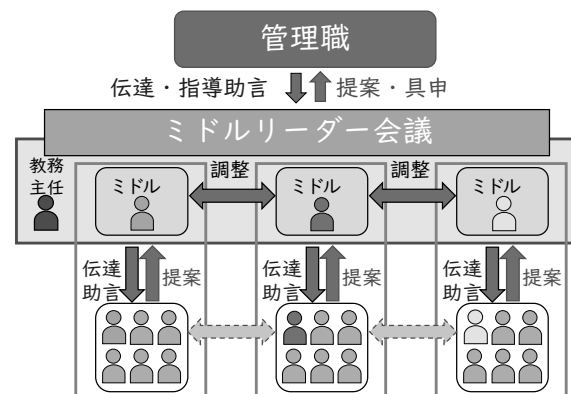 管理職
伝達・指導助言
提案・具申
ミドルリーダー会議
教務
主任
ミドル
調整
ミドル
調整
ミドル
伝達
助言
提案
伝達
助言
提案
伝達
助言
提案